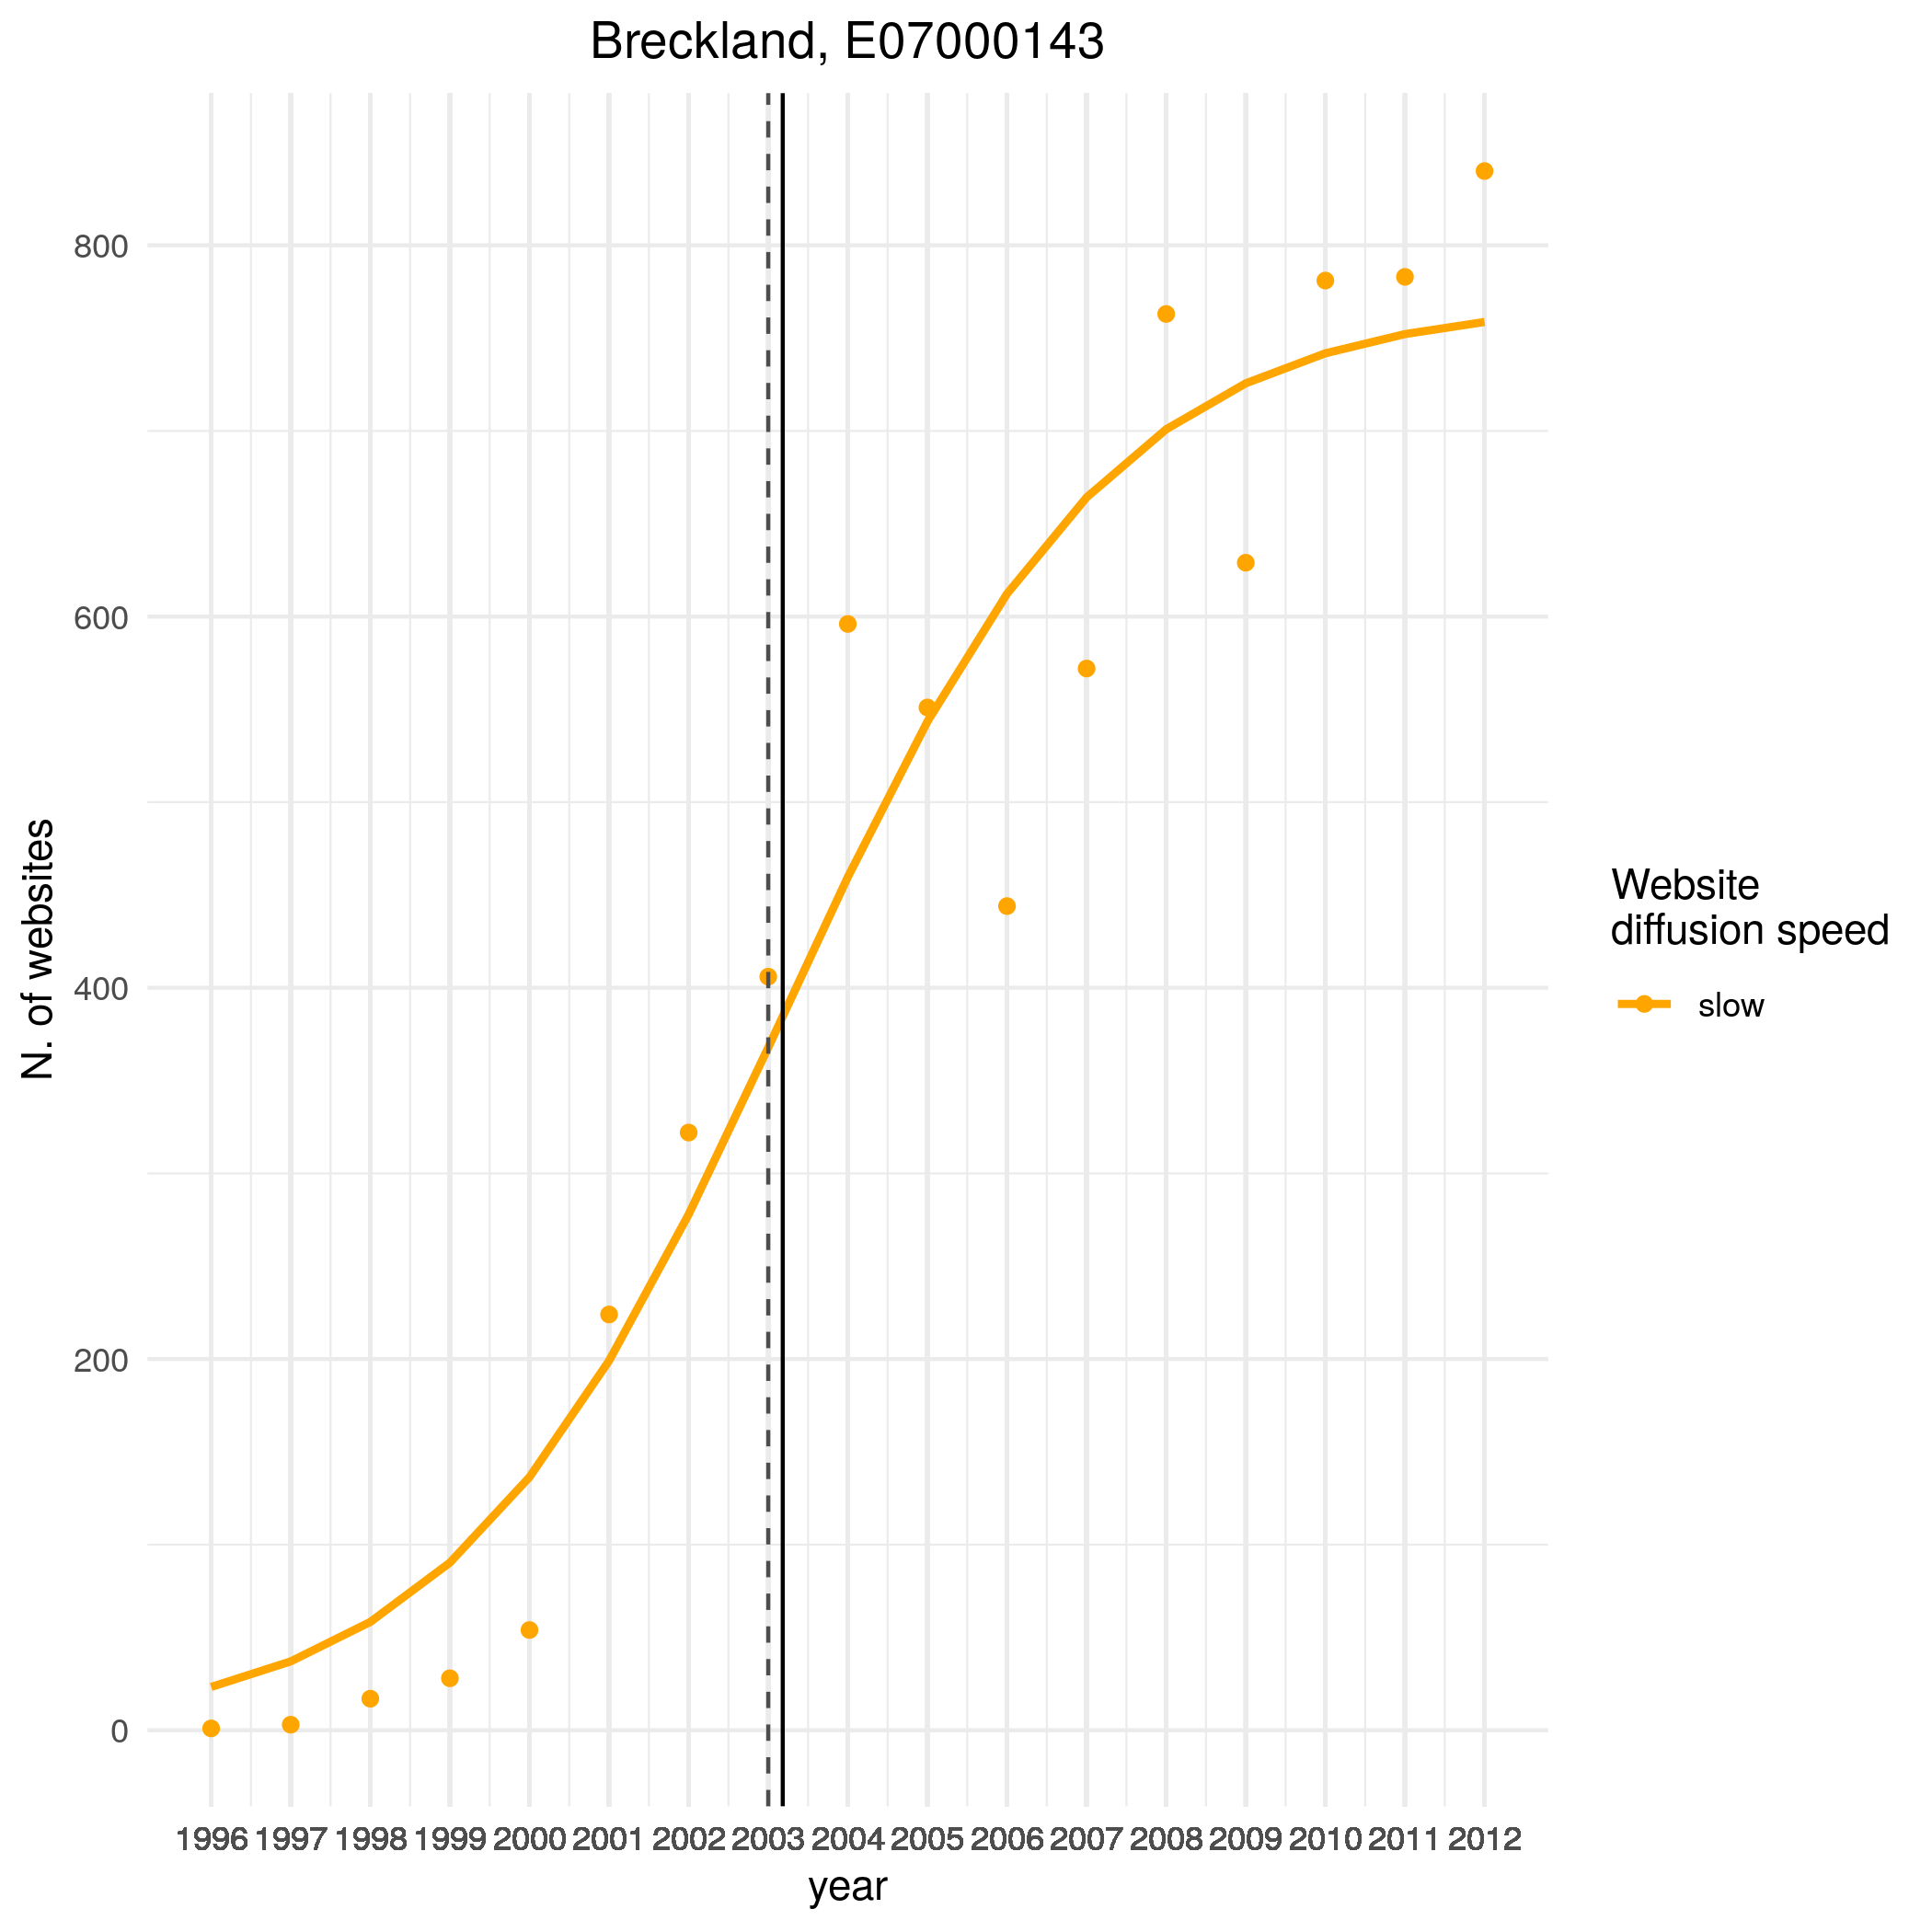 Breckland, E07000143
N. of websites
800
600
400
200
0
1996 1997 1998 1999 2000 2001 2002 2003 2004 2005 2006 2007 2008 2009 2010 2011 2012
year
Website
diffusion speed
slow